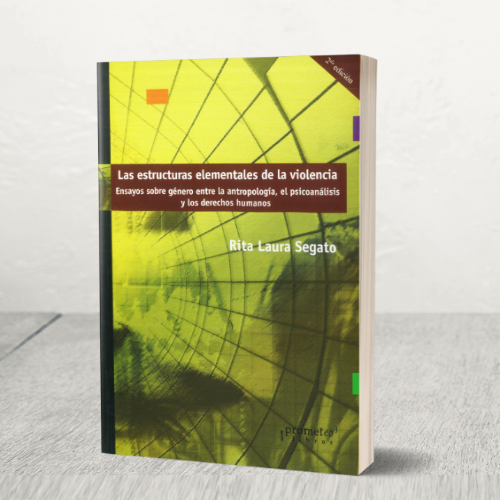 2da edición
Las estructuras elementales de la violencia
Ensayos sobre género entre la antropología, el psicoanálisis
y los derechos humanos
Rita Laura Segato
prometeo
libros